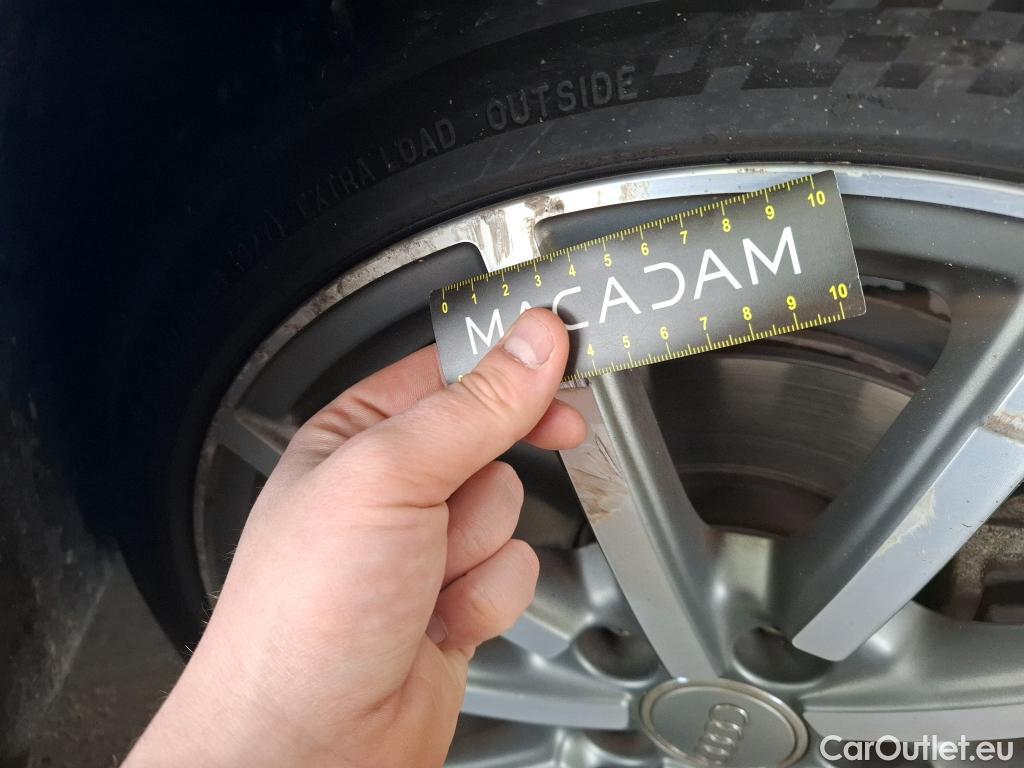 OUTSIDE
EXTRA LOAD
0 1 2 3 4 5 6 7 8 9 10
MACADAM
4 5 6 7 8 9 10
CarOutlet.eu